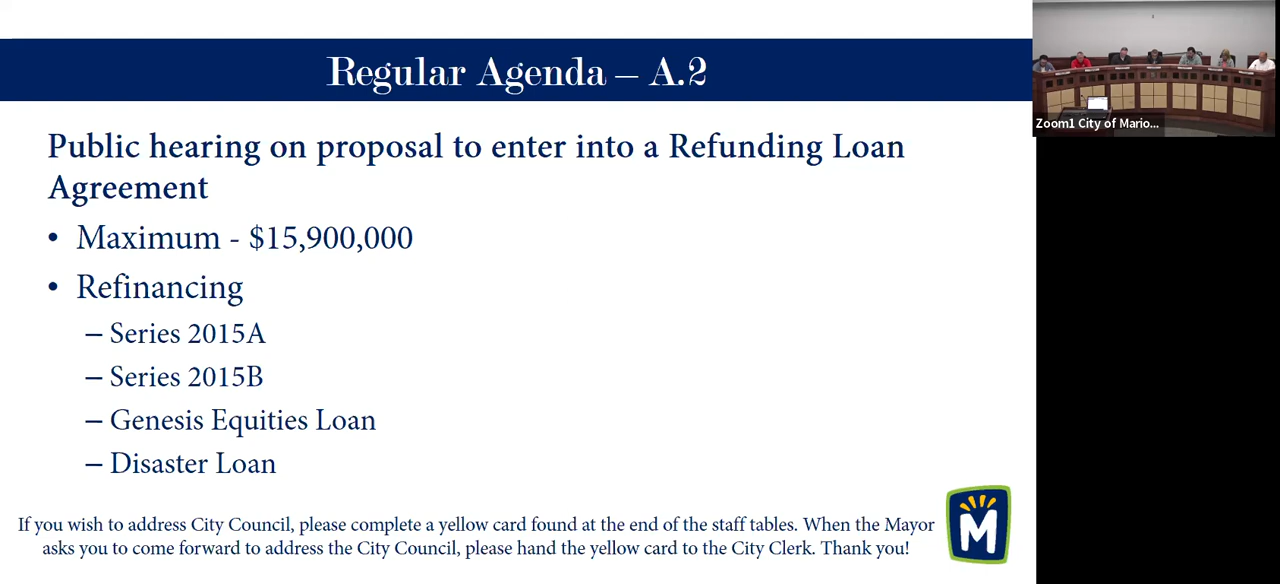 Regular Agenda – A.2
Public hearing on proposal to enter into a Refunding Loan
Agreement
• Maximum - $15,900,000
• Refinancing
– Series 2015A
– Series 2015B
– Genesis Equities Loan
– Disaster Loan
If you wish to address City Council, please complete a yellow card found at the end of the staff tables. When the Mayor
asks you to come forward to address the City Council, please hand the yellow card to the City Clerk. Thank you!
M
Zoom1 City of Mario...